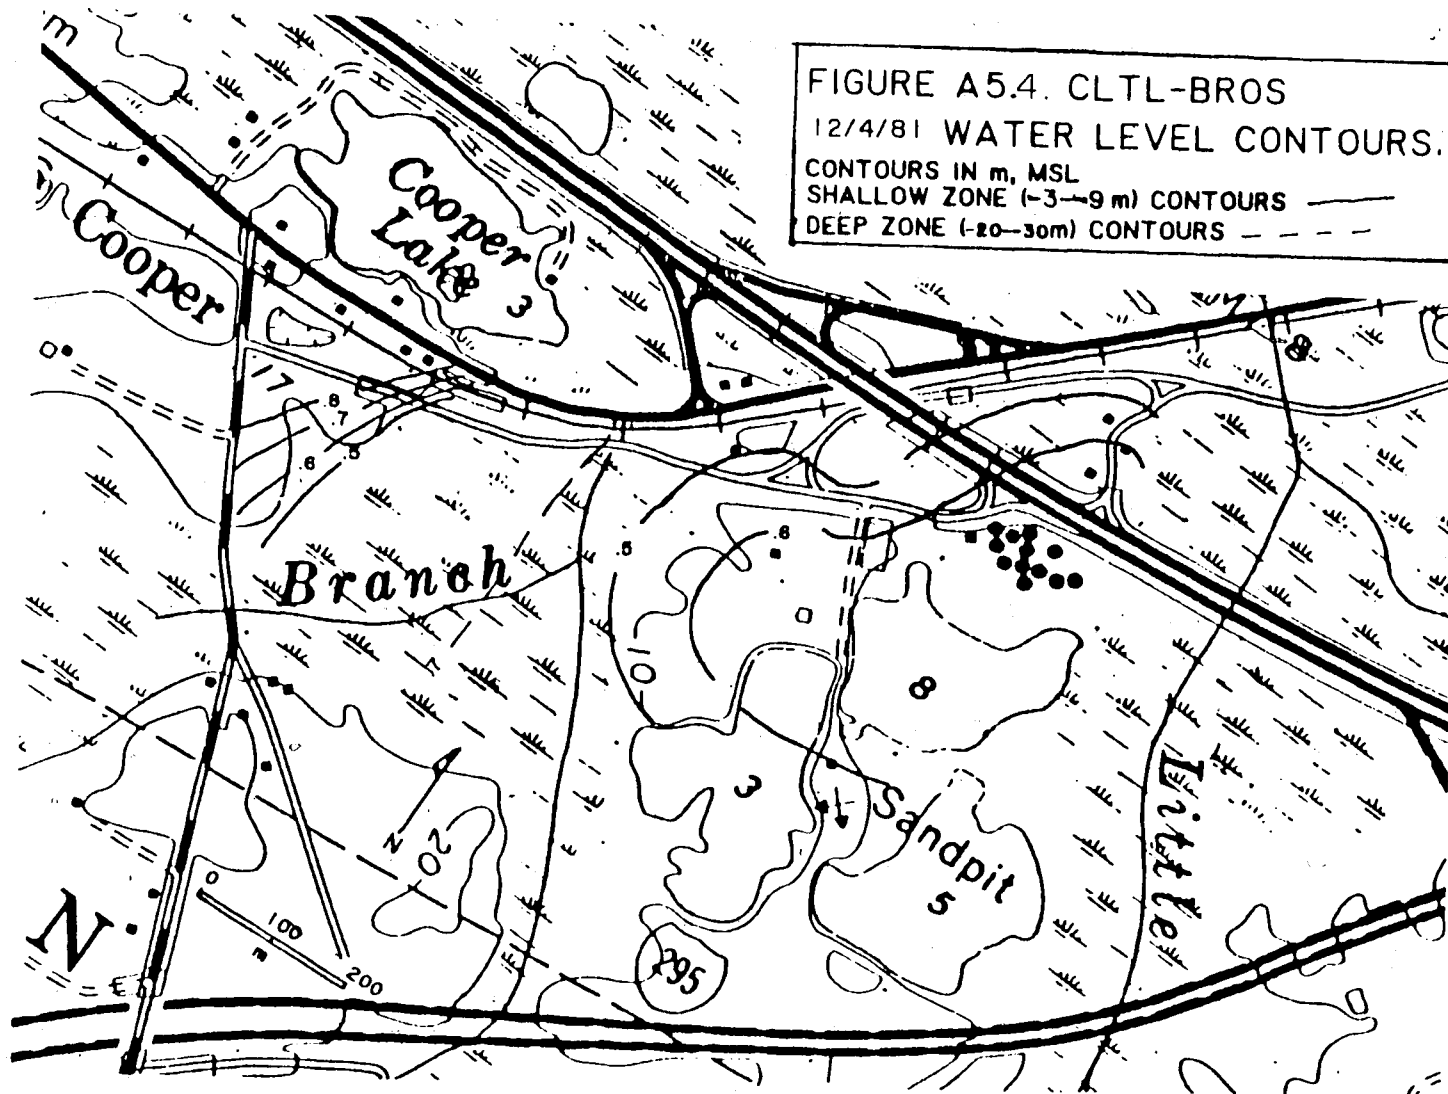 m
FIGURE A5.4. CLTL-BROS
12/4/81 WATER LEVEL CONTOURS.
CONTOURS IN m, MSL
SHALLOW ZONE (-3—-9 m) CONTOURS
DEEP ZONE (-20—-30m) CONTOURS
Cooper
Lake
3
Cooper
17
.8
.7
.6
.5
8
Branch
.5
.6
10
8
3
Sandpit
5
Little
N
20
0
100
m
200
N
295